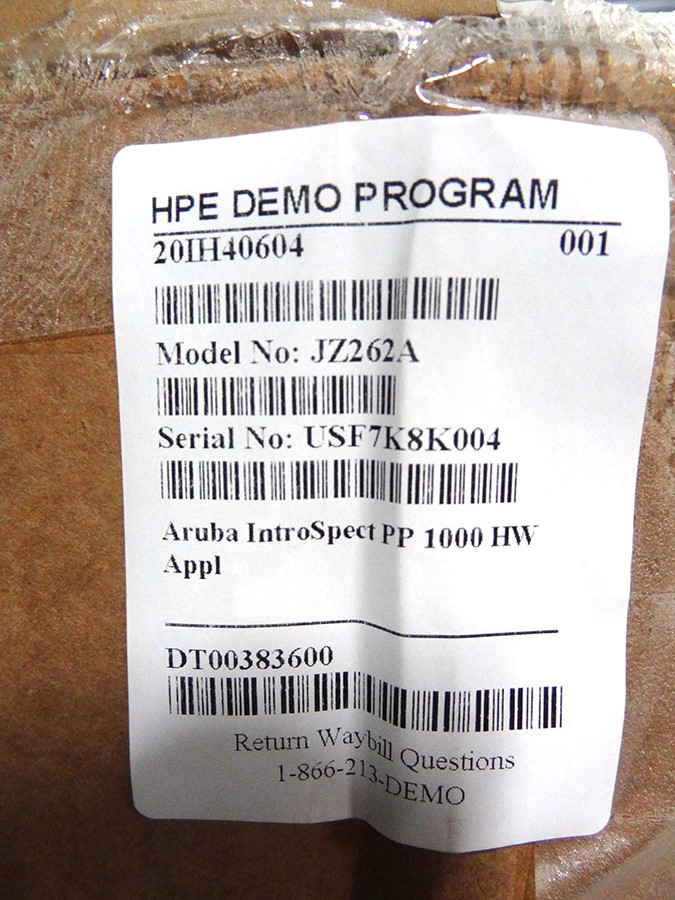 HPE DEMO PROGRAM
20IH40604 001
Model No: JZ262A
Serial No: USF7K8K004
Aruba IntroSpect PP 1000 HW
Appl
DT00383600
Return Waybill Questions
1-866-213-DEMO